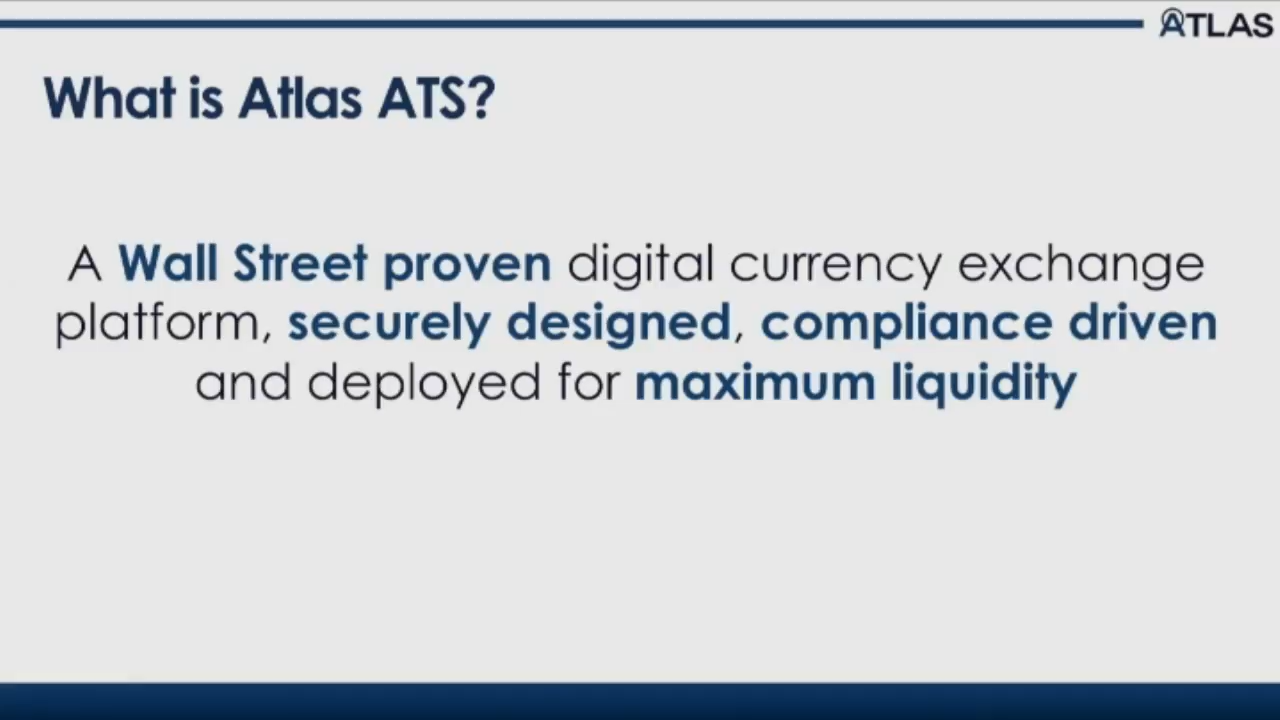 ATLAS
What is Atlas ATS?
A Wall Street proven digital currency exchange
platform, securely designed, compliance driven
and deployed for maximum liquidity